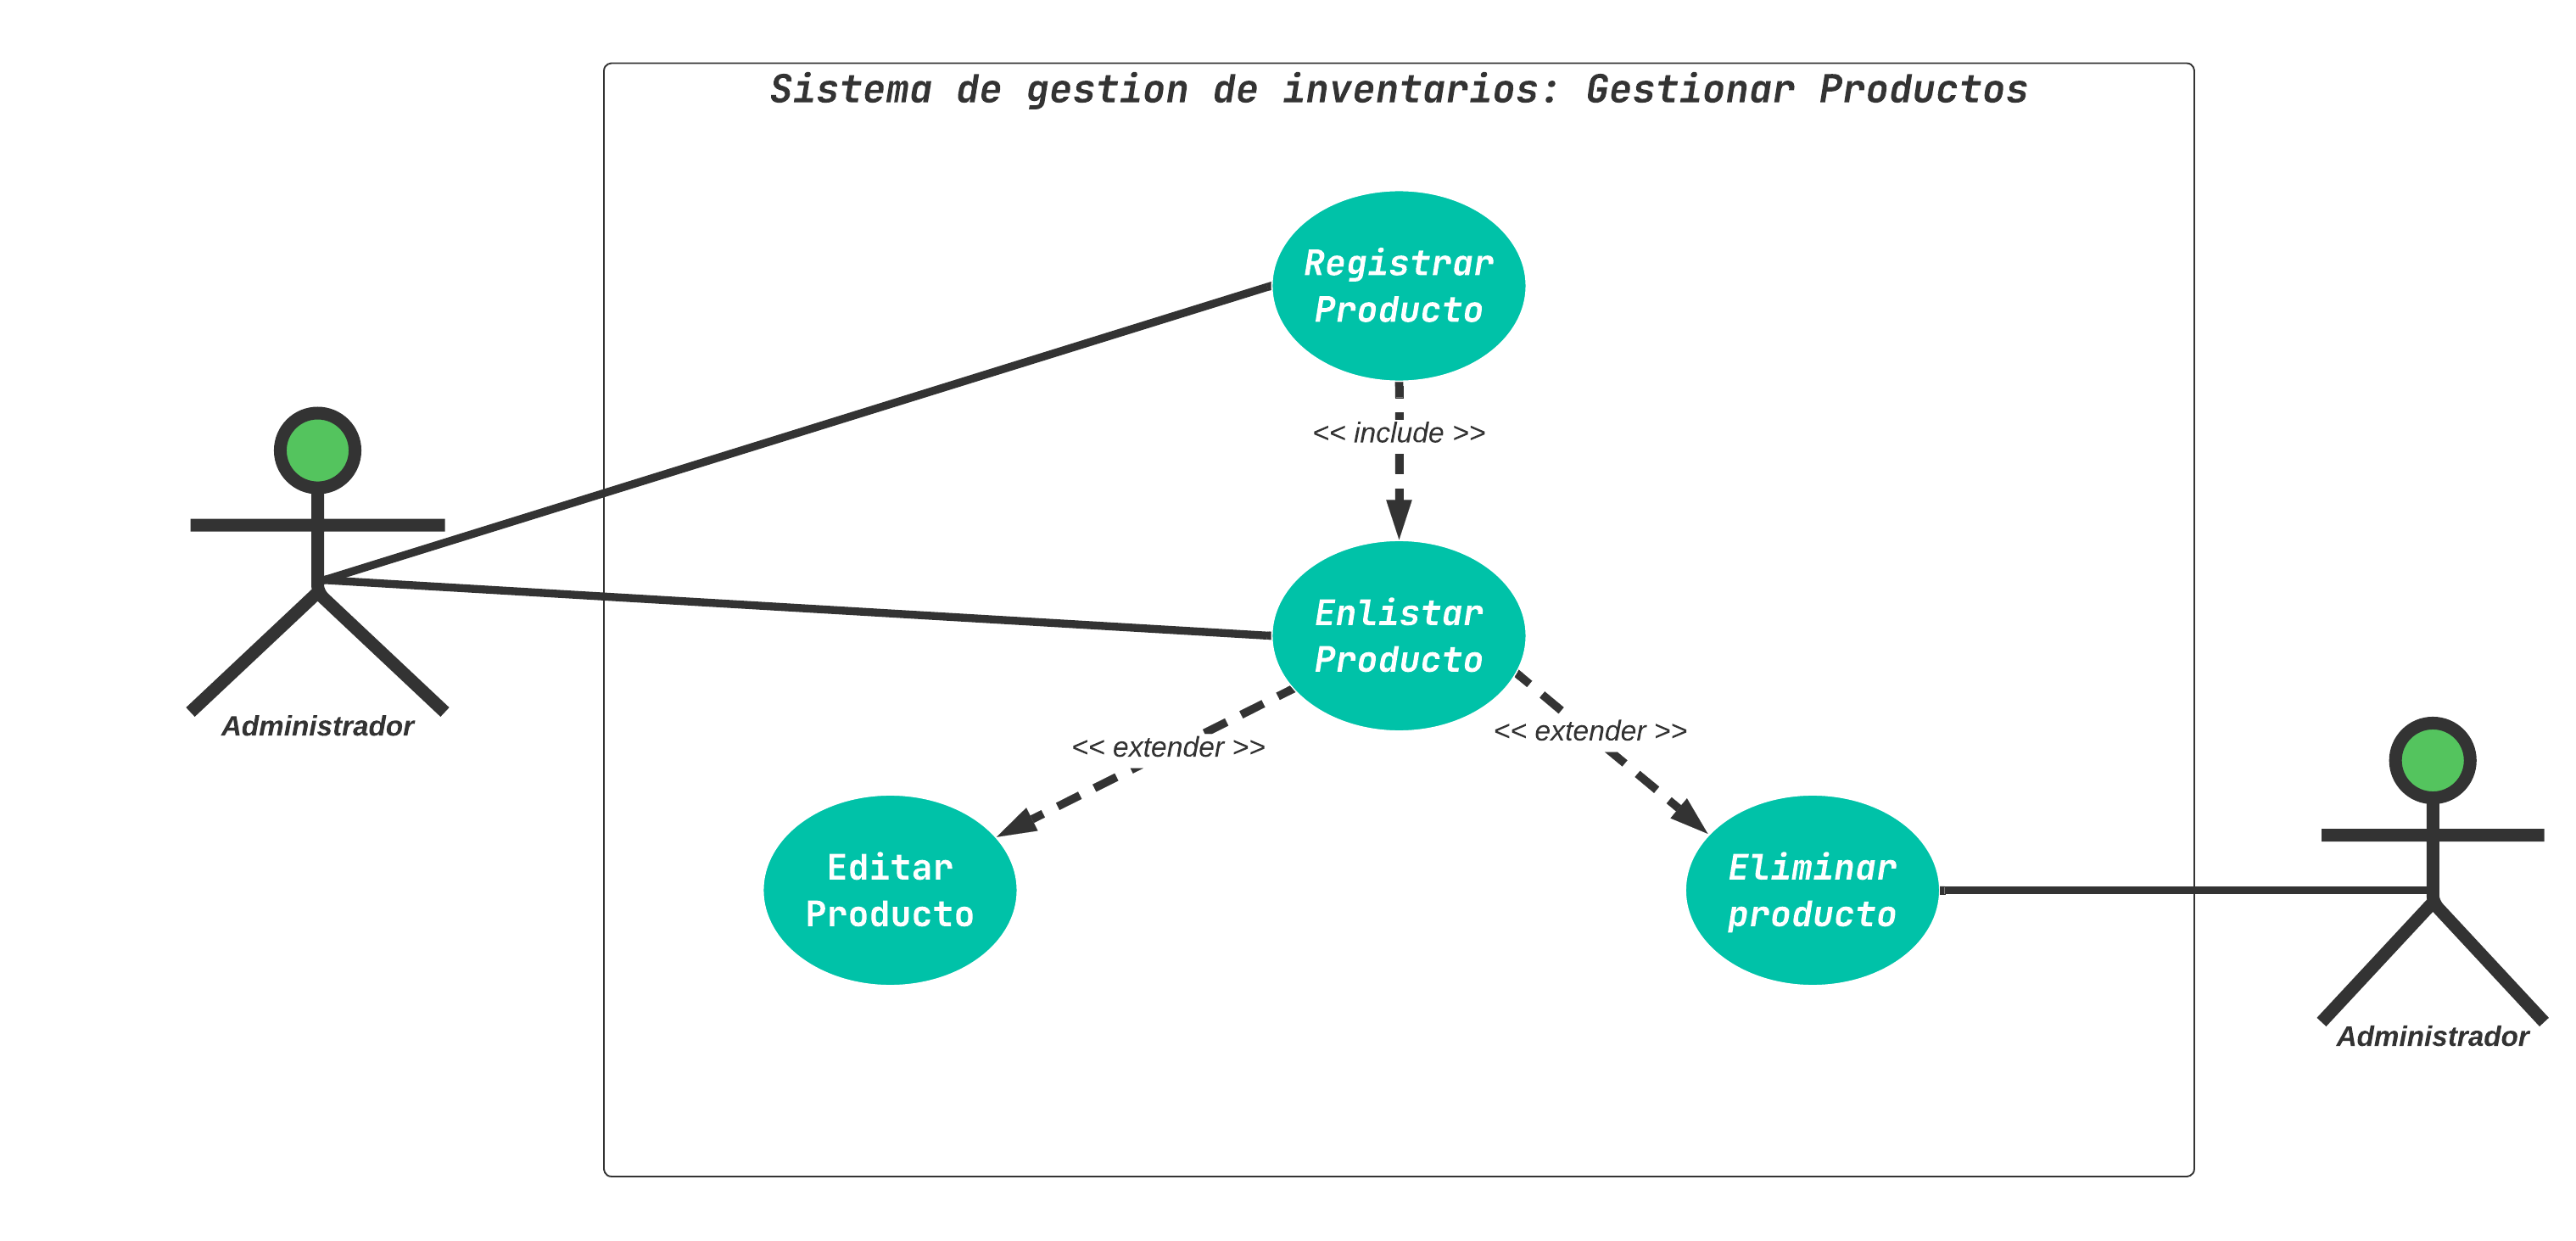 Sistema de gestion de inventarios: Gestionar Productos
Registrar
Producto
<< include >>
Enlistar
Producto
Administrador
<< extender >>
<< extender >>
Editar
Producto
Eliminar
producto
Administrador